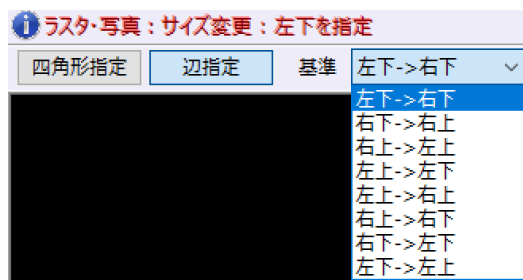 ラスタ・写真：サイズ変更：左下を指定
四角形指定 辺指定 基準 左下->右下
左下->右下
右下->右上
右上->左上
左上->左下
左上->右上
右上->右下
右下->左下
左下->左上